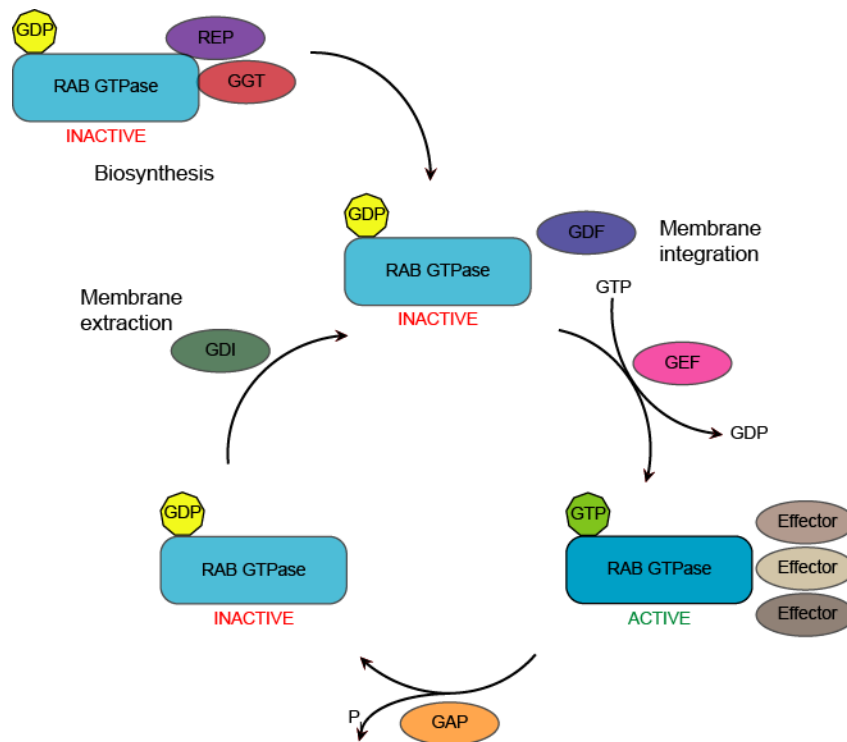 GDP
REP
RAB GTPase
GGT
INACTIVE
Biosynthesis
GDP
GDF
Membrane
integration
RAB GTPase
GTP
INACTIVE
Membrane
extraction
GDI
GEF
GDP
GDP
GTP
Effector
RAB GTPase
RAB GTPase
Effector
INACTIVE
ACTIVE
Effector
P
GAP